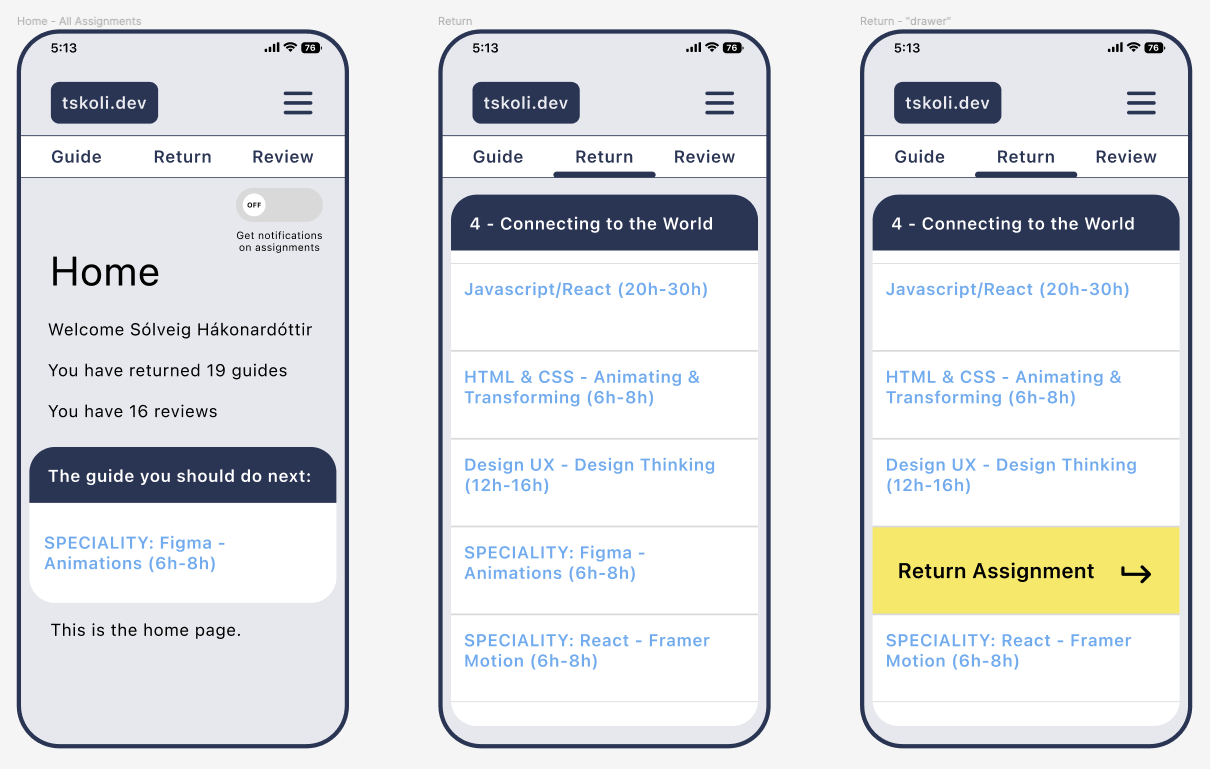 Home - All Assignments
5:13
76
tskoli.dev
Guide Return Review
OFF
Get notifications
on assignments
Home
Welcome Sólveig Hákonardóttir
You have returned 19 guides
You have 16 reviews
The guide you should do next:
SPECIALITY: Figma -
Animations (6h-8h)
This is the home page.
Return
5:13
76
tskoli.dev
Guide Return Review
4 - Connecting to the World
Javascript/React (20h-30h)
HTML & CSS - Animating &
Transforming (6h-8h)
Design UX - Design Thinking
(12h-16h)
SPECIALITY: Figma -
Animations (6h-8h)
SPECIALITY: React - Framer
Motion (6h-8h)
Return - "drawer"
5:13
76
tskoli.dev
Guide Return Review
4 - Connecting to the World
Javascript/React (20h-30h)
HTML & CSS - Animating &
Transforming (6h-8h)
Design UX - Design Thinking
(12h-16h)
Return Assignment
SPECIALITY: React - Framer
Motion (6h-8h)